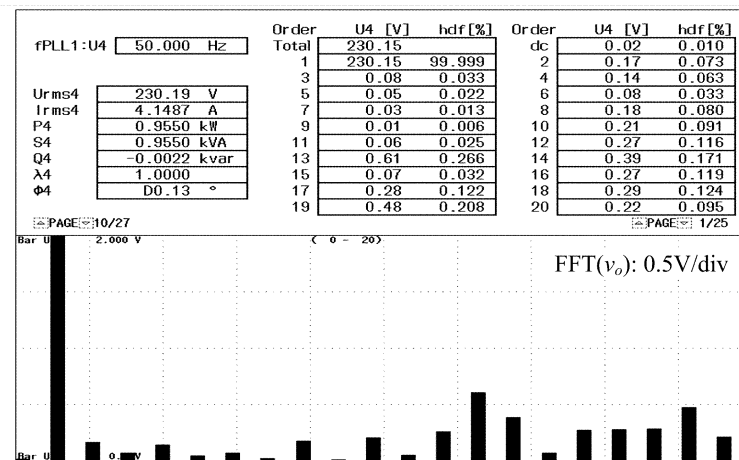 Order U4 [V] hdf[%] Order U4 [V] hdf[%]
fPLL1:U4 50.000 Hz Total 230.15 dc 0.02 0.010
1 230.15 99.999 2 0.17 0.073
3 0.08 0.033 4 0.14 0.063
Urms4 230.19 V 5 0.05 0.022 6 0.08 0.033
Irms4 4.1487 A 7 0.03 0.013 8 0.18 0.080
P4 0.9550 kW 9 0.01 0.006 10 0.21 0.091
S4 0.9550 kVA 11 0.06 0.025 12 0.27 0.116
Q4 -0.0022 kvar 13 0.61 0.266 14 0.39 0.171
λ4 1.0000 15 0.07 0.032 16 0.27 0.119
Φ4 D0.13 ° 17 0.28 0.122 18 0.29 0.124
19 0.48 0.208 20 0.22 0.095
PAGE 10/27 PAGE 1/25
Bar U 2.000 V ( 0 - 20)
FFT(vₒ): 0.5V/div
Bar U